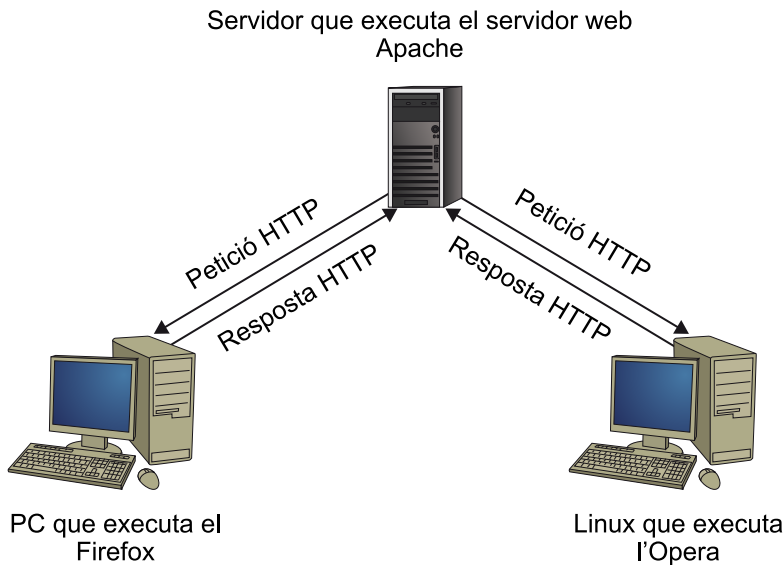 Servidor que executa el servidor web
Apache
Petició HTTP
Resposta HTTP
Petició HTTP
Resposta HTTP
PC que executa el
Firefox
Linux que executa
l’Opera